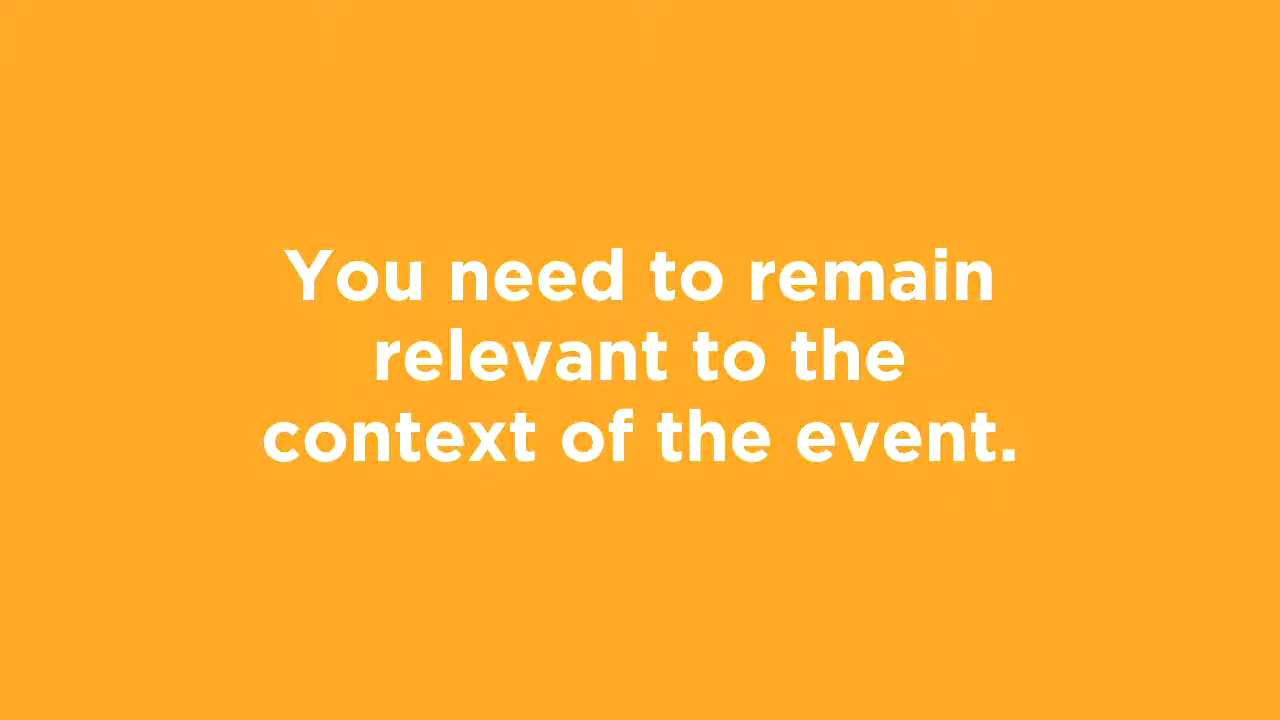 You need to remain
relevant to the
context of the event.